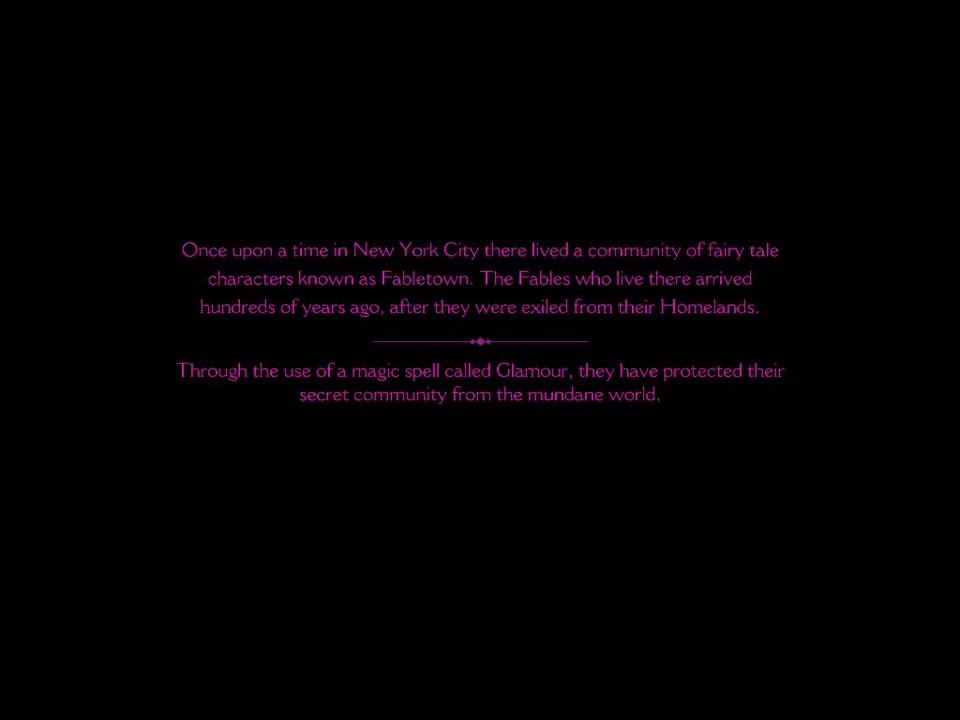 Once upon a time in New York City there lived a community of fairy tale
characters known as Fabletown. The Fables who live there arrived
hundreds of years ago, after they were exiled from their Homelands.
Through the use of a magic spell called Glamour, they have protected their
secret community from the mundane world.